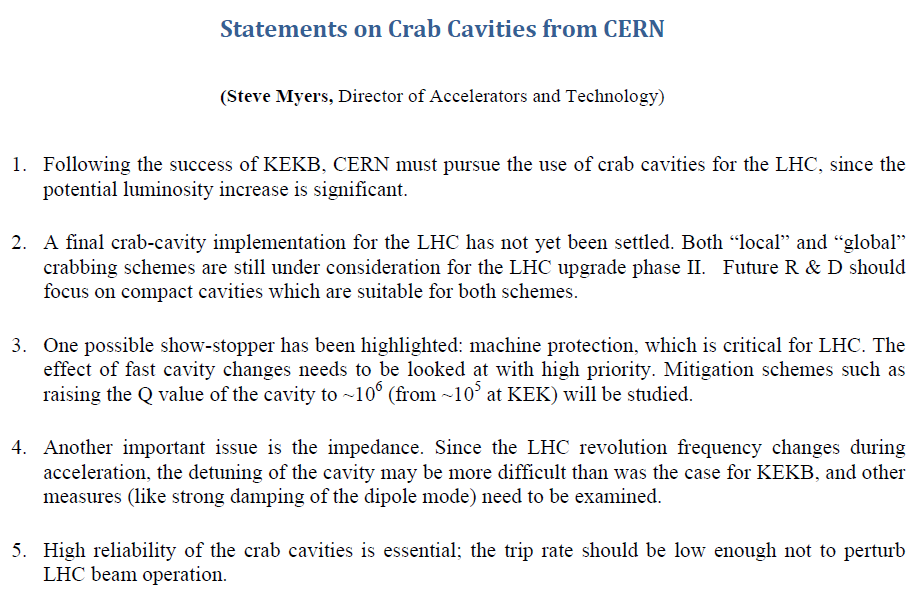 Statements on Crab Cavities from CERN
(Steve Myers, Director of Accelerators and Technology)
1. Following the success of KEKB, CERN must pursue the use of crab cavities for the LHC, since the
potential luminosity increase is significant.
2. A final crab-cavity implementation for the LHC has not yet been settled. Both “local” and “global”
crabbing schemes are still under consideration for the LHC upgrade phase II. Future R & D should
focus on compact cavities which are suitable for both schemes.
3. One possible show-stopper has been highlighted: machine protection, which is critical for LHC. The
effect of fast cavity changes needs to be looked at with high priority. Mitigation schemes such as
raising the Q value of the cavity to ~10⁶ (from ~10⁵ at KEK) will be studied.
4. Another important issue is the impedance. Since the LHC revolution frequency changes during
acceleration, the detuning of the cavity may be more difficult than was the case for KEKB, and other
measures (like strong damping of the dipole mode) need to be examined.
5. High reliability of the crab cavities is essential; the trip rate should be low enough not to perturb
LHC beam operation.